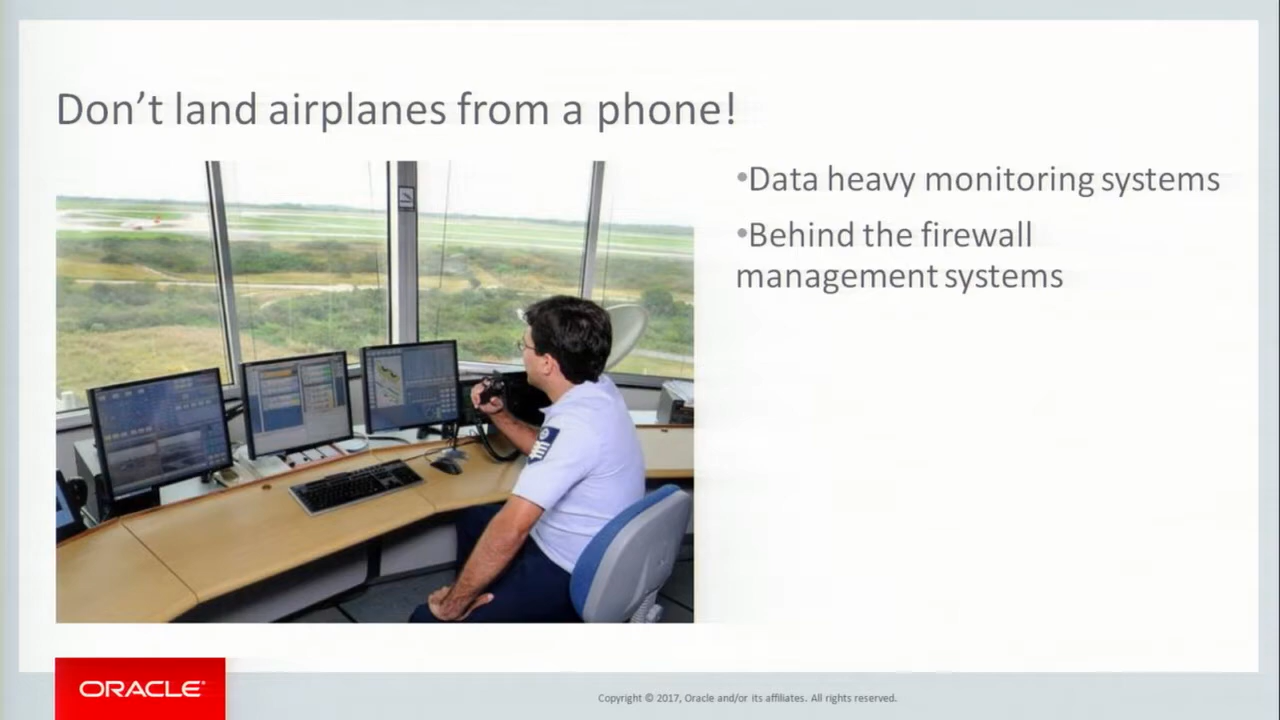 Don’t land airplanes from a phone!
•Data heavy monitoring systems
•Behind the firewall
management systems
ORACLE®
Copyright © 2017, Oracle and/or its affiliates. All rights reserved.